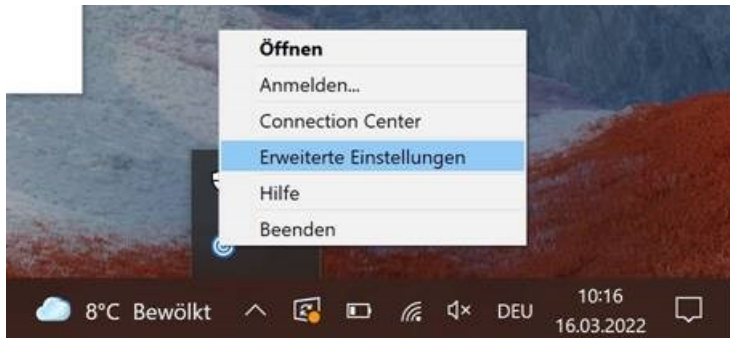 Öffnen
Anmelden...
Connection Center
Erweiterte Einstellungen
Hilfe
Beenden
8°C Bewölkt DEU 10:16
16.03.2022